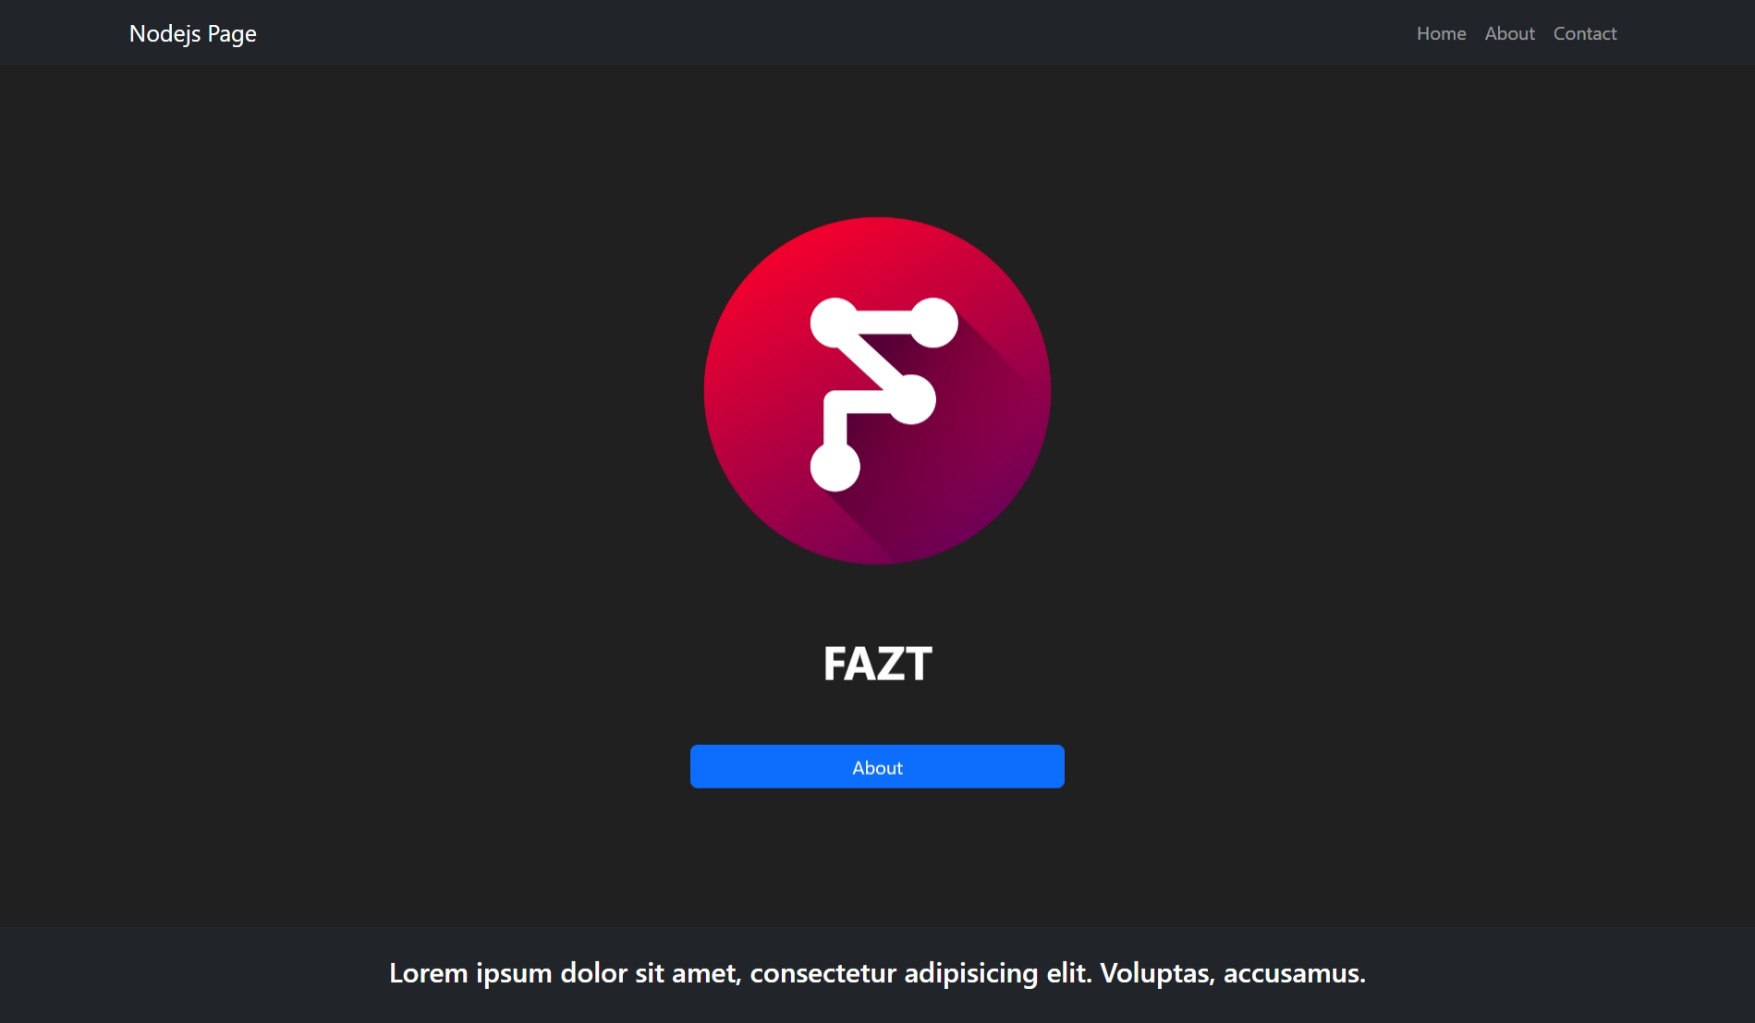 Nodejs Page
Home About Contact
FAZT
About
Lorem ipsum dolor sit amet, consectetur adipisicing elit. Voluptas, accusamus.